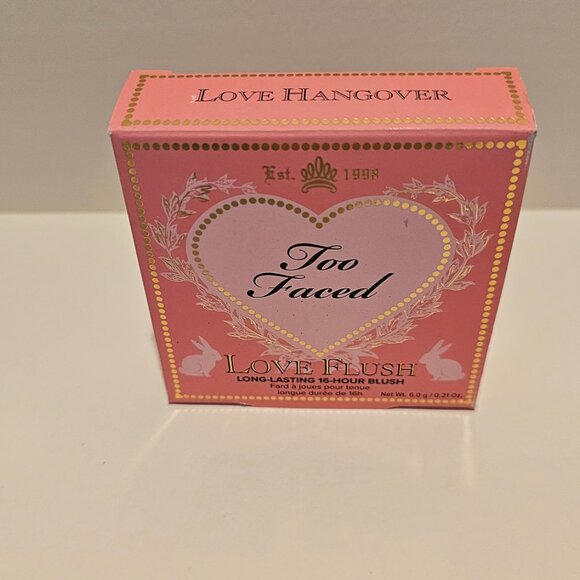 LOVE HANGOVER
Est. 1998
Too
Faced
LOVE FLUSH
LONG-LASTING 16-HOUR BLUSH
Fard à joues pour tenue
longue durée de 16h
Net Wt. 6.0 g / 0.21 Oz.